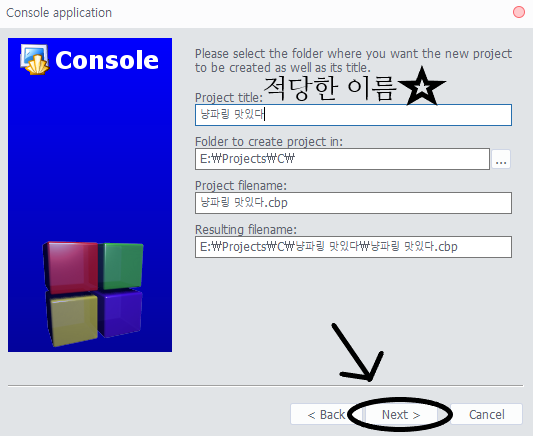 Console application
Console
Please select the folder where you want the new project
to be created as well as its title.
적당한 이름
Project title:
냥파링 맛있다
Folder to create project in:
E:₩Projects₩C₩
...
Project filename:
냥파링 맛있다.cbp
Resulting filename:
E:₩Projects₩C₩냥파링 맛있다₩냥파링 맛있다.cbp
< Back
Next >
Cancel